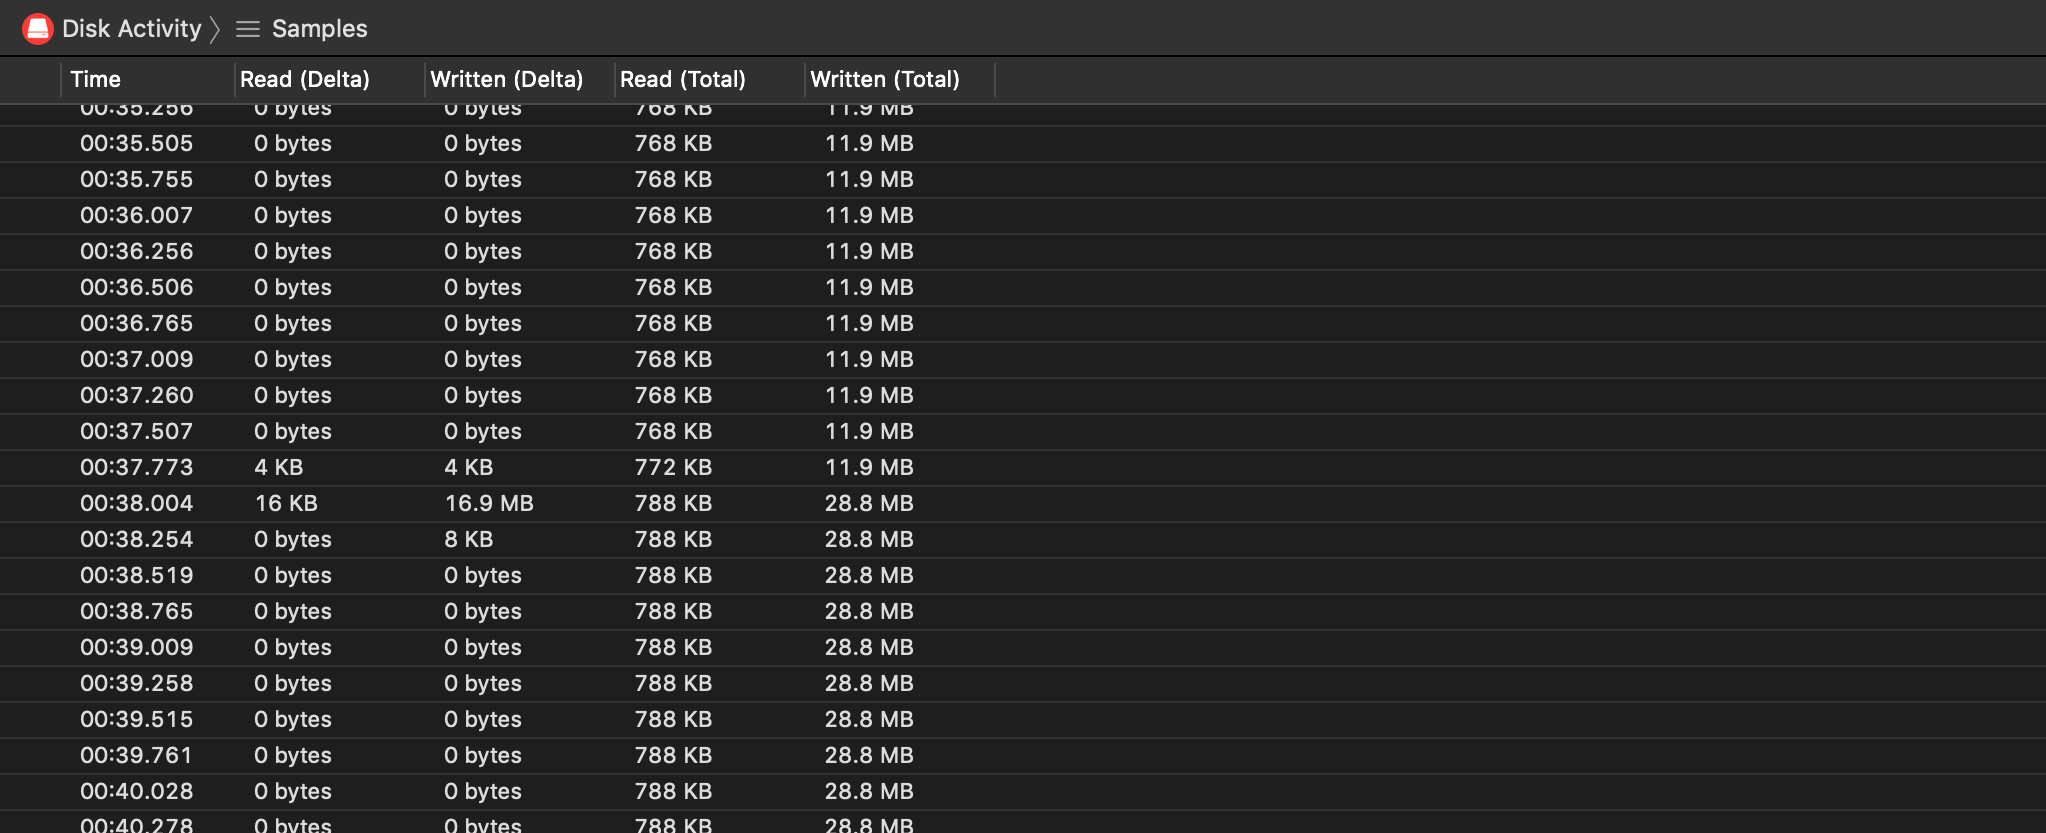 Disk Activity Samples
Time Read (Delta) Written (Delta) Read (Total) Written (Total)
00:35.256 0 bytes 0 bytes 768 KB 11.9 MB
00:35.505 0 bytes 0 bytes 768 KB 11.9 MB
00:35.755 0 bytes 0 bytes 768 KB 11.9 MB
00:36.007 0 bytes 0 bytes 768 KB 11.9 MB
00:36.256 0 bytes 0 bytes 768 KB 11.9 MB
00:36.506 0 bytes 0 bytes 768 KB 11.9 MB
00:36.765 0 bytes 0 bytes 768 KB 11.9 MB
00:37.009 0 bytes 0 bytes 768 KB 11.9 MB
00:37.260 0 bytes 0 bytes 768 KB 11.9 MB
00:37.507 0 bytes 0 bytes 768 KB 11.9 MB
00:37.773 4 KB 4 KB 772 KB 11.9 MB
00:38.004 16 KB 16.9 MB 788 KB 28.8 MB
00:38.254 0 bytes 8 KB 788 KB 28.8 MB
00:38.519 0 bytes 0 bytes 788 KB 28.8 MB
00:38.765 0 bytes 0 bytes 788 KB 28.8 MB
00:39.009 0 bytes 0 bytes 788 KB 28.8 MB
00:39.258 0 bytes 0 bytes 788 KB 28.8 MB
00:39.515 0 bytes 0 bytes 788 KB 28.8 MB
00:39.761 0 bytes 0 bytes 788 KB 28.8 MB
00:40.028 0 bytes 0 bytes 788 KB 28.8 MB
00:40.278 0 bytes 0 bytes 788 KB 28.8 MB